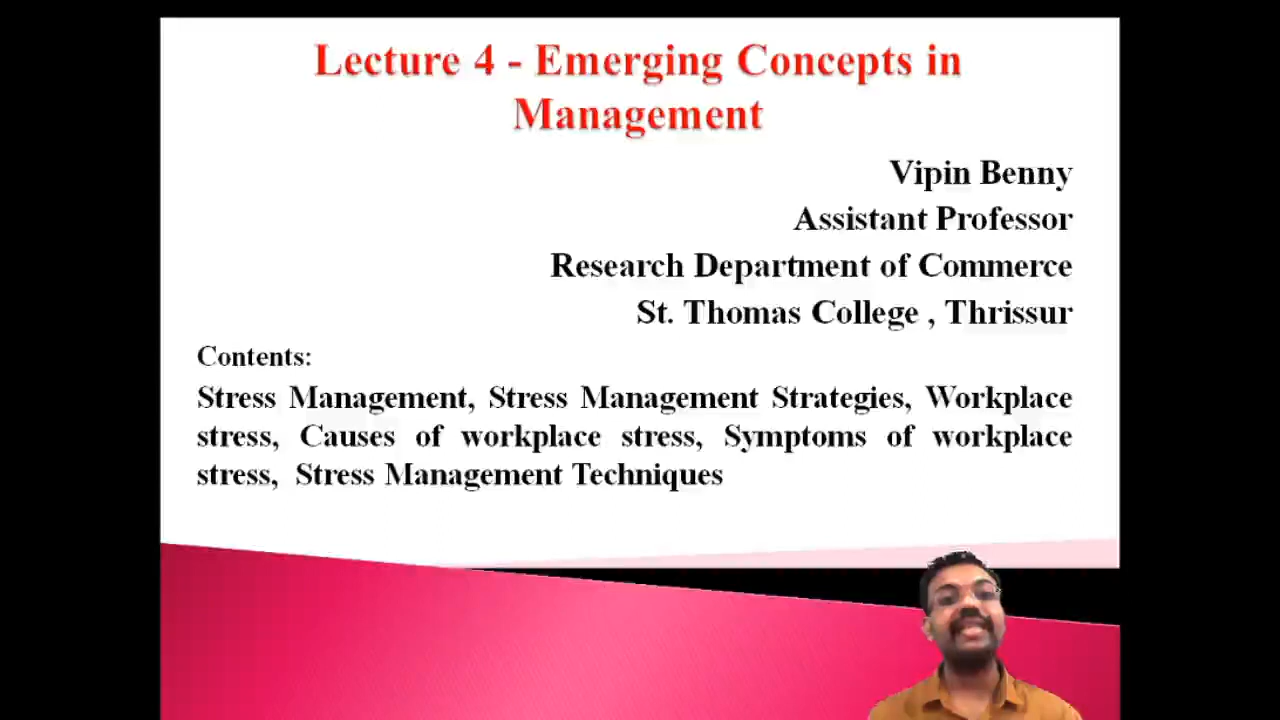 Lecture 4 - Emerging Concepts in
Management
Vipin Benny
Assistant Professor
Research Department of Commerce
St. Thomas College , Thrissur
Contents:
Stress Management, Stress Management Strategies, Workplace
stress, Causes of workplace stress, Symptoms of workplace
stress, Stress Management Techniques